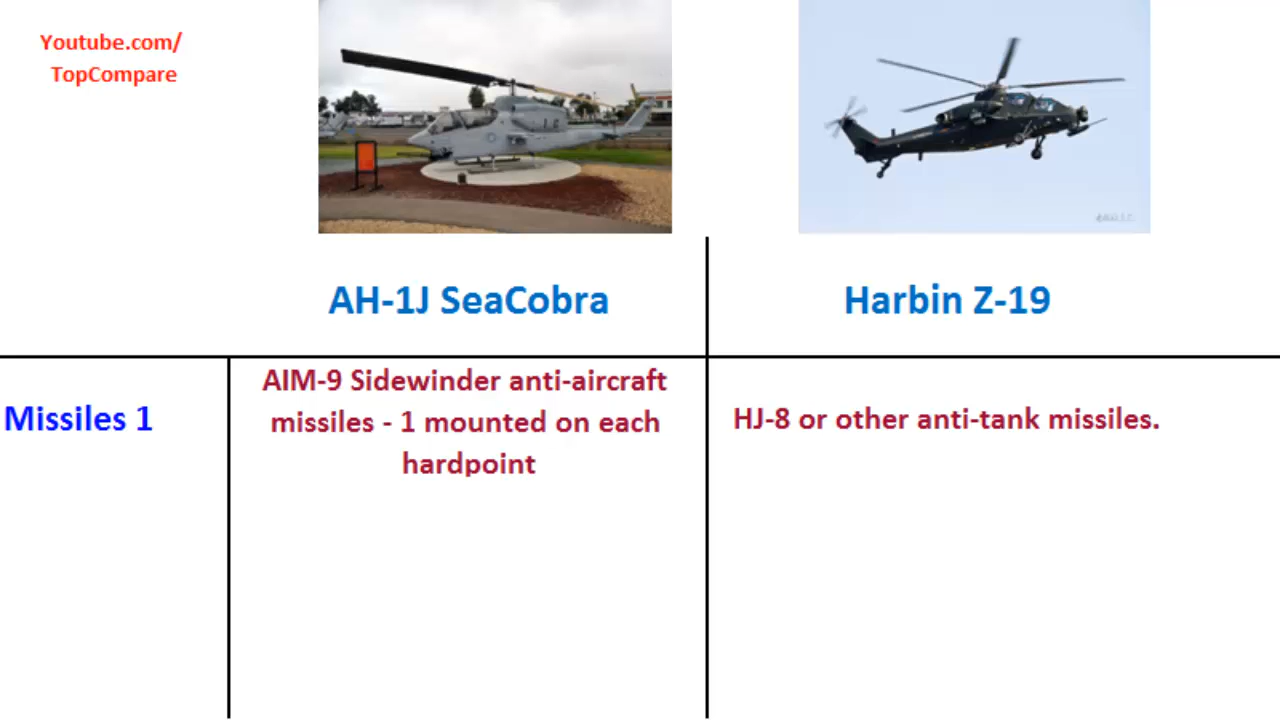 Youtube.com/
TopCompare
AH-1J SeaCobra
Harbin Z-19
Missiles 1
AIM-9 Sidewinder anti-aircraft
missiles - 1 mounted on each
hardpoint
HJ-8 or other anti-tank missiles.